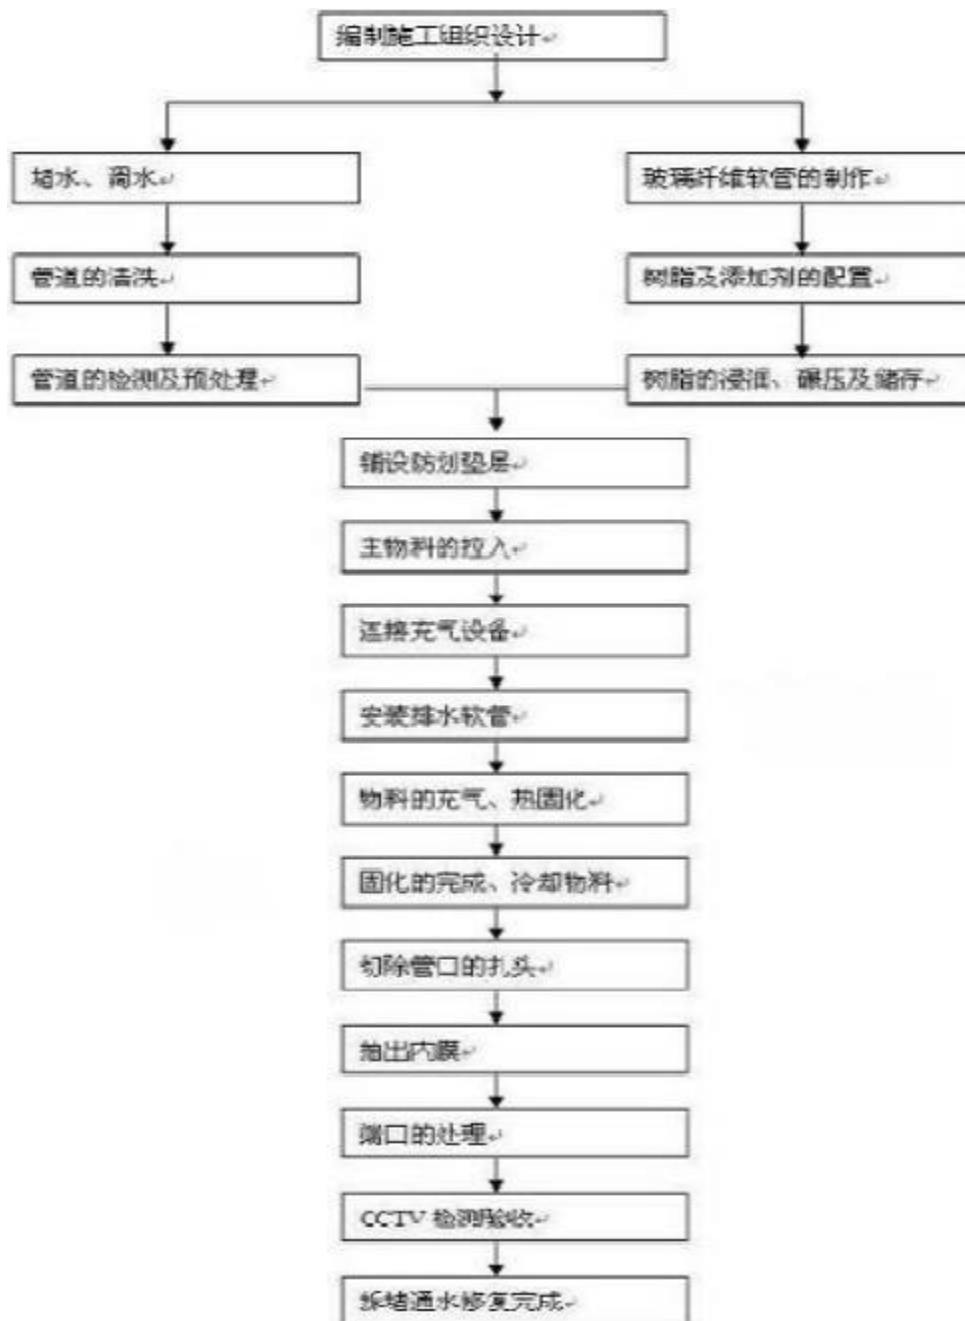 编制施工组织设计
堵水、调水
玻璃纤维软管的制作
管道的清洗
树脂及添加剂的配置
管道的检测及预处理
树脂的浸润、碾压及储存
铺设防划垫层
主物料的拉入
连接充气设备
安装排水软管
物料的充气、热固化
固化的完成、冷却物料
切除管口的扎头
抽出内膜
端口的处理
CCTV 检测验收
拆堵通水修复完成